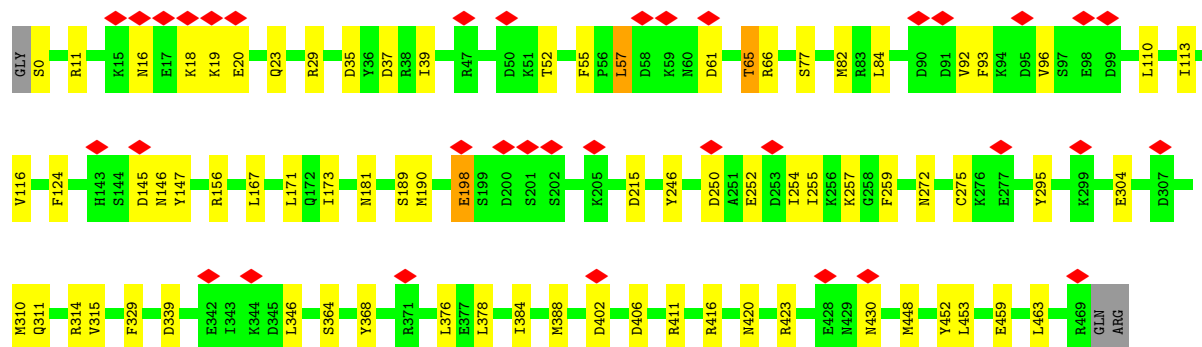 GLY S0 R11 K15 N16 E17 K18 K19 E20 Q23 R29 D35 Y36 D37 R38 I39 R47 D50 K51 T52 F55 P56 L57 D58 K59 N60 D61 T65 R66 S77 M82 R83 L84 D90 D91 V92 F93 K94 D95 V96 S97 E98 D99 L110 I113
V116 F124 H143 S144 D145 N146 Y147 R156 L167 L171 Q172 I173 N181 S189 M190 E198 S199 D200 S201 S202 K205 D215 Y246 D250 A251 E252 D253 I254 I255 K256 K257 G258 F259 N272 C275 K276 E277 Y295 K299 E304 D307
M310 Q311 R314 V315 F329 D339 E342 I343 K344 D345 L346 S364 Y368 R371 L376 E377 L378 I384 M388 D402 D406 R411 R416 N420 R423 E428 N429 N430 M448 Y452 L453 E459 L463 R469 GLN ARG